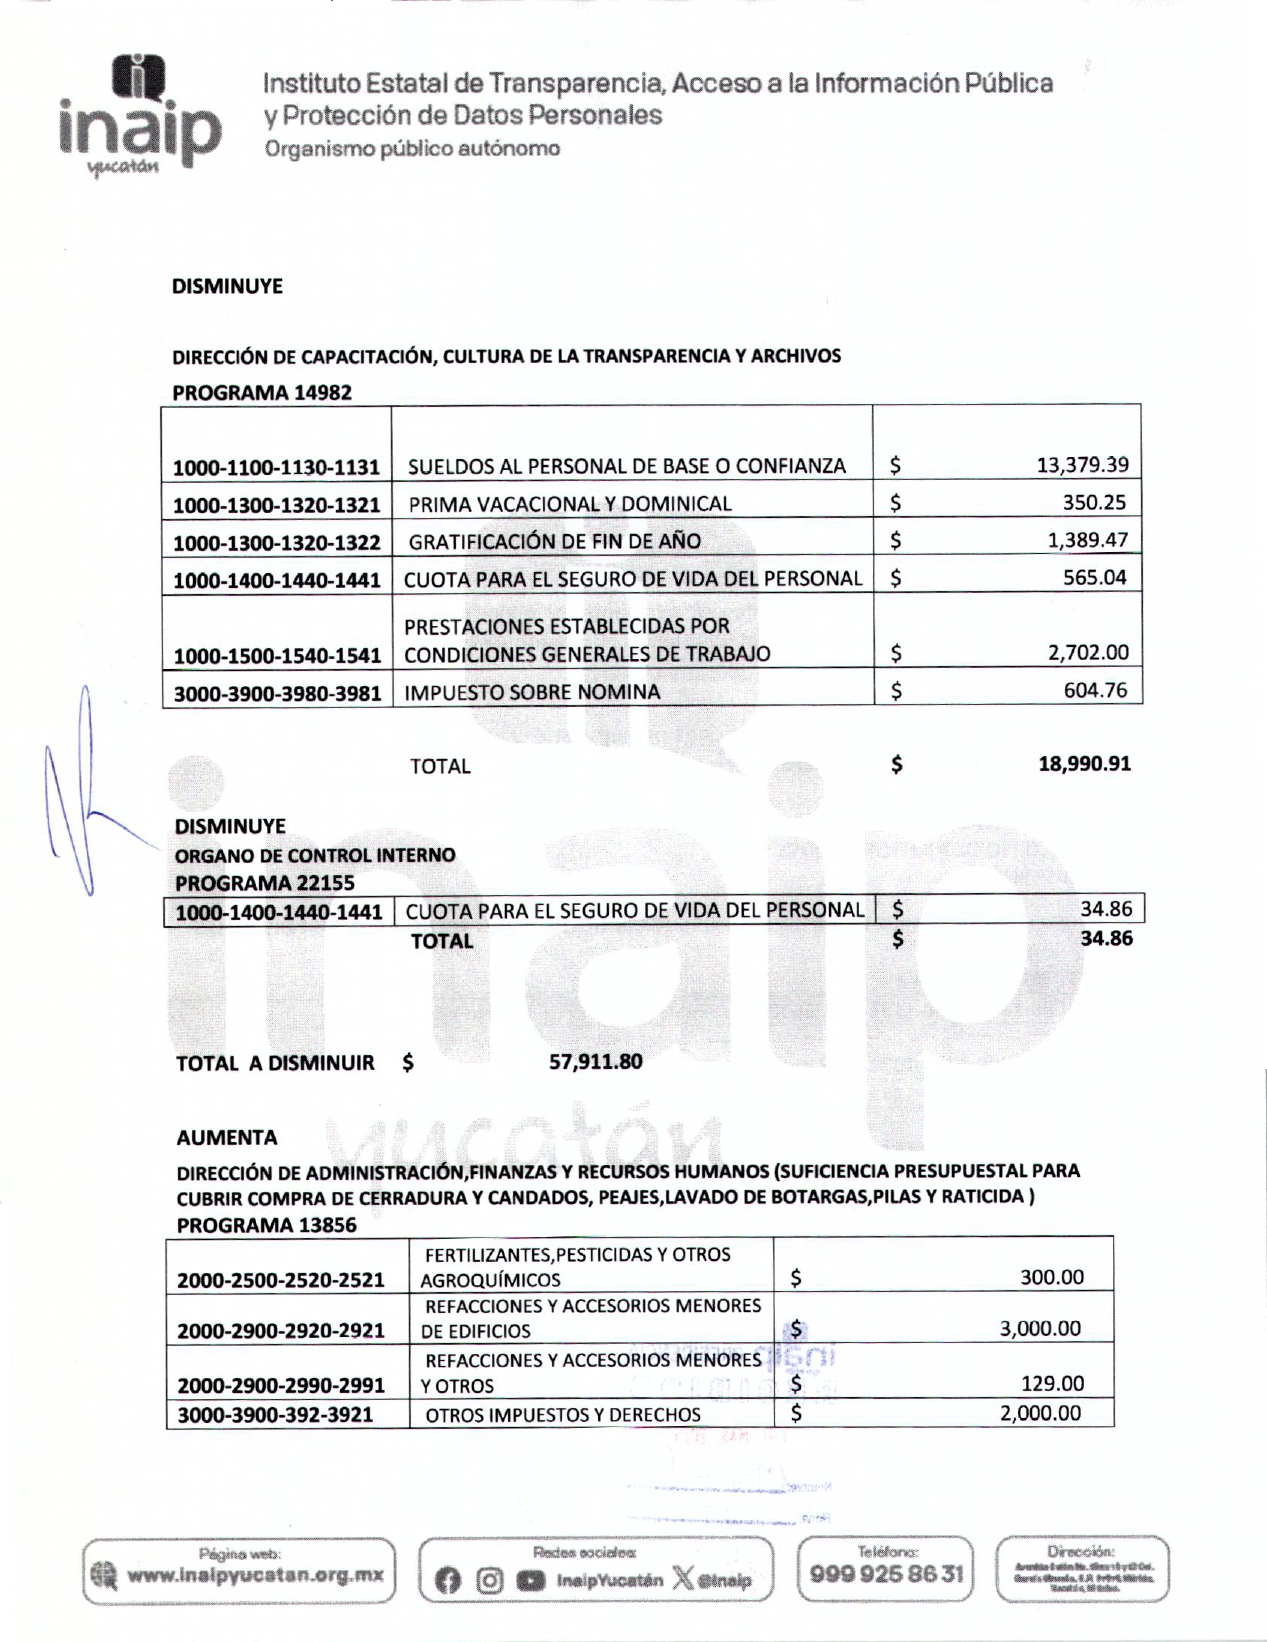 inaip
yucatán
Instituto Estatal de Transparencia, Acceso a la Información Pública
y Protección de Datos Personales
Organismo público autónomo
DISMINUYE
DIRECCIÓN DE CAPACITACIÓN, CULTURA DE LA TRANSPARENCIA Y ARCHIVOS
PROGRAMA 14982
1000-1100-1130-1131 SUELDOS AL PERSONAL DE BASE O CONFIANZA $ 13,379.39
1000-1300-1320-1321 PRIMA VACACIONAL Y DOMINICAL $ 350.25
1000-1300-1320-1322 GRATIFICACIÓN DE FIN DE AÑO $ 1,389.47
1000-1400-1440-1441 CUOTA PARA EL SEGURO DE VIDA DEL PERSONAL $ 565.04
PRESTACIONES ESTABLECIDAS POR
1000-1500-1540-1541 CONDICIONES GENERALES DE TRABAJO $ 2,702.00
3000-3900-3980-3981 IMPUESTO SOBRE NOMINA $ 604.76
TOTAL $ 18,990.91
DISMINUYE
ORGANO DE CONTROL INTERNO
PROGRAMA 22155
1000-1400-1440-1441 CUOTA PARA EL SEGURO DE VIDA DEL PERSONAL $ 34.86
TOTAL $ 34.86
TOTAL A DISMINUIR $ 57,911.80
AUMENTA
DIRECCIÓN DE ADMINISTRACIÓN,FINANZAS Y RECURSOS HUMANOS (SUFICIENCIA PRESUPUESTAL PARA
CUBRIR COMPRA DE CERRADURA Y CANDADOS, PEAJES,LAVADO DE BOTARGAS,PILAS Y RATICIDA )
PROGRAMA 13856
FERTILIZANTES,PESTICIDAS Y OTROS
2000-2500-2520-2521 AGROQUÍMICOS $ 300.00
REFACCIONES Y ACCESORIOS MENORES
2000-2900-2920-2921 DE EDIFICIOS $ 3,000.00
REFACCIONES Y ACCESORIOS MENORES
2000-2900-2990-2991 Y OTROS $ 129.00
3000-3900-392-3921 OTROS IMPUESTOS Y DERECHOS $ 2,000.00
inaip
yucatán
Página web:
www.inaipyucatan.org.mx
Redes sociales:
InaipYucatán @Inaip
Teléfono:
999 925 86 31
Dirección: